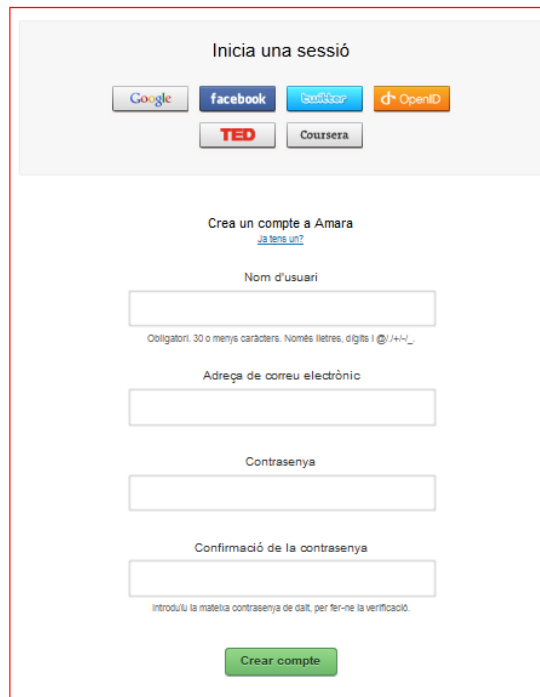 Inicia una sessió
Google facebook twitter OpenID
TED Coursera
Crea un compte a Amara
Ja tens un?
Nom d'usuari
Obligatori. 30 o menys caràcters. Només lletres, dígits i @/./+/-/_.
Adreça de correu electrònic
Contrasenya
Confirmació de la contrasenya
Introduïu la mateixa contrasenya de dalt, per fer-ne la verificació.
Crear compte